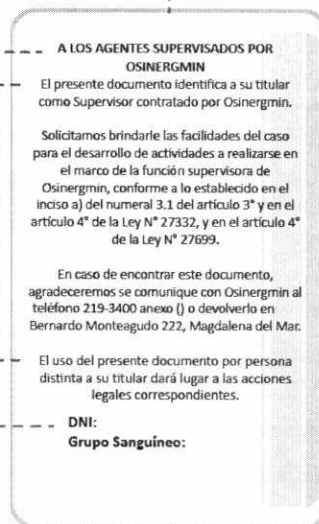 A LOS AGENTES SUPERVISADOS POR
OSINERGMIN
El presente documento identifica a su titular
como Supervisor contratado por Osinergmin.
Solicitamos brindarle las facilidades del caso
para el desarrollo de actividades a realizarse en
el marco de la función supervisora de
Osinergmin, conforme a lo establecido en el
inciso a) del numeral 3.1 del artículo 3° y en el
artículo 4° de la Ley N° 27332, y en el artículo 4°
de la Ley N° 27699.
En caso de encontrar este documento,
agradeceremos se comunique con Osinergmin al
teléfono 219-3400 anexo () o devolverlo en
Bernardo Monteagudo 222, Magdalena del Mar.
El uso del presente documento por persona
distinta a su titular dará lugar a las acciones
legales correspondientes.
DNI:
Grupo Sanguíneo: